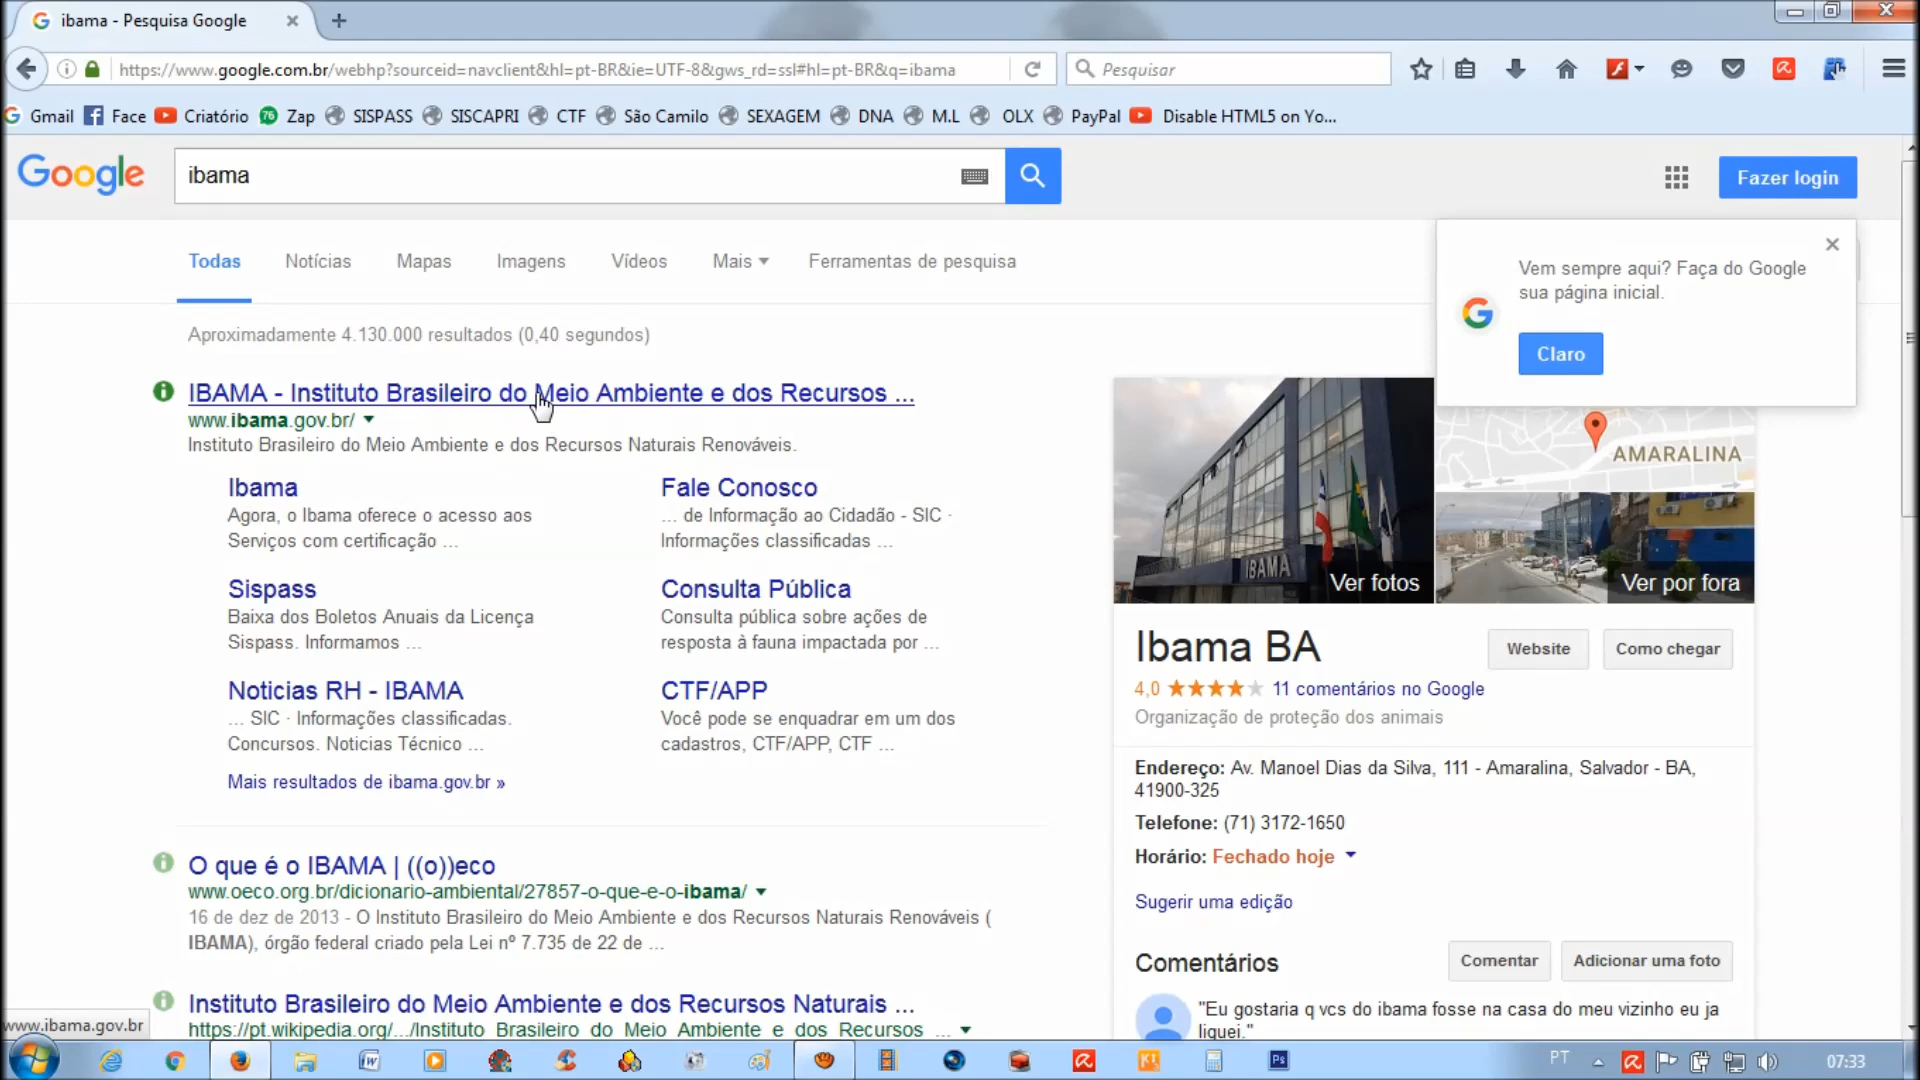 ibama - Pesquisa Google
https://www.google.com.br/webhp?sourceid=navclient&hl=pt-BR&ie=UTF-8&gws_rd=ssl#hl=pt-BR&q=ibama
Pesquisar
Gmail Face Criatório 76 Zap SISPASS SISCAPRI CTF São Camilo SEXAGEM DNA M.L OLX PayPal Disable HTML5 on Yo...
Google
ibama
Fazer login
Todas Notícias Mapas Imagens Vídeos Mais Ferramentas de pesquisa
Vem sempre aqui? Faça do Google
sua página inicial.
Claro
Aproximadamente 4.130.000 resultados (0,40 segundos)
IBAMA - Instituto Brasileiro do Meio Ambiente e dos Recursos ...
www.ibama.gov.br/
Instituto Brasileiro do Meio Ambiente e dos Recursos Naturais Renováveis.
Ibama
Agora, o Ibama oferece o acesso aos
Serviços com certificação ...
Fale Conosco
... de Informação ao Cidadão - SIC ·
Informações classificadas ...
Sispass
Baixa dos Boletos Anuais da Licença
Sispass. Informamos ...
Consulta Pública
Consulta pública sobre ações de
resposta à fauna impactada por ...
Noticias RH - IBAMA
... SIC · Informações classificadas.
Concursos. Noticias Técnico ...
CTF/APP
Você pode se enquadrar em um dos
cadastros, CTF/APP, CTF ...
Mais resultados de ibama.gov.br »
O que é o IBAMA | ((o))eco
www.oeco.org.br/dicionario-ambiental/27857-o-que-e-o-ibama/
16 de dez de 2013 - O Instituto Brasileiro do Meio Ambiente e dos Recursos Naturais Renováveis (
IBAMA), órgão federal criado pela Lei nº 7.735 de 22 de ...
Instituto Brasileiro do Meio Ambiente e dos Recursos Naturais ...
https://pt.wikipedia.org/.../Instituto_Brasileiro_do_Meio_Ambiente_e_dos_Recursos_...
www.ibama.gov.br
IBAMA
Ver fotos
AMARALINA
Ver por fora
Ibama BA
Website
Como chegar
4,0 11 comentários no Google
Organização de proteção dos animais
Endereço: Av. Manoel Dias da Silva, 111 - Amaralina, Salvador - BA,
41900-325
Telefone: (71) 3172-1650
Horário: Fechado hoje
Sugerir uma edição
Comentários
Comentar
Adicionar uma foto
"Eu gostaria q vcs do ibama fosse na casa do meu vizinho eu ja
liguei."
PT
07:33